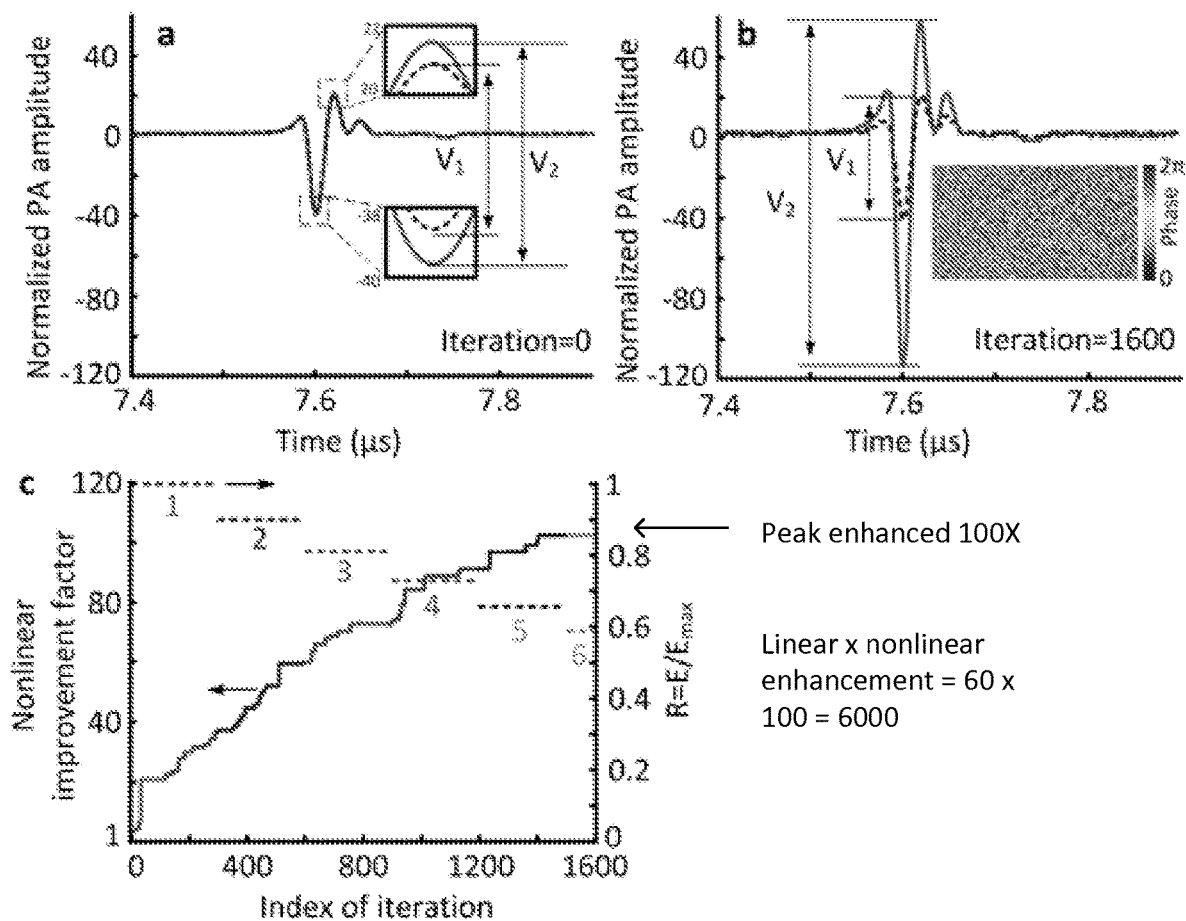 a
Normalized PA amplitude
40
0
-40
-80
-120
20
-40
V1
V2
Iteration=0
7.4
7.6
7.8
Time (µs)
b
Normalized PA amplitude
40
0
-40
-80
-120
V1
V2
2π
Phase
0
Iteration=1600
7.4
7.6
7.8
Time (µs)
c
Nonlinear
improvement factor
120
80
40
1
1
2
3
4
5
6
1
0.8
0.6
0.4
0.2
0
R=E/Emax
0
400
800
1200
1600
Index of iteration
Peak enhanced 100X
Linear x nonlinear
enhancement = 60 x
100 = 6000